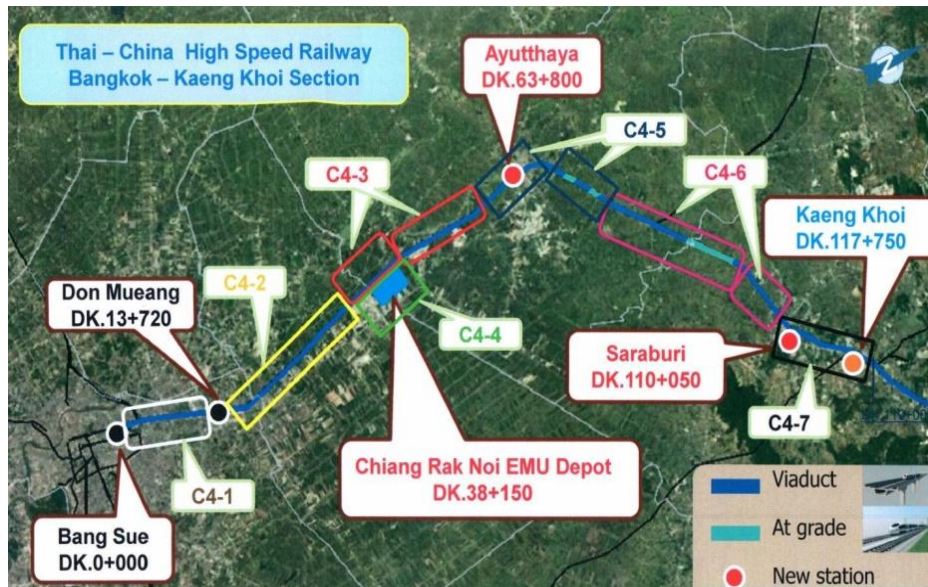 Thai – China High Speed Railway
Bangkok – Kaeng Khoi Section
Ayutthaya
DK.63+800
N
C4-5
C4-3
C4-6
Kaeng Khoi
DK.117+750
C4-2
Don Mueang
DK.13+720
C4-4
Saraburi
DK.110+050
C4-7
Chiang Rak Noi EMU Depot
DK.38+150
C4-1
Bang Sue
DK.0+000
Viaduct
At grade
New station